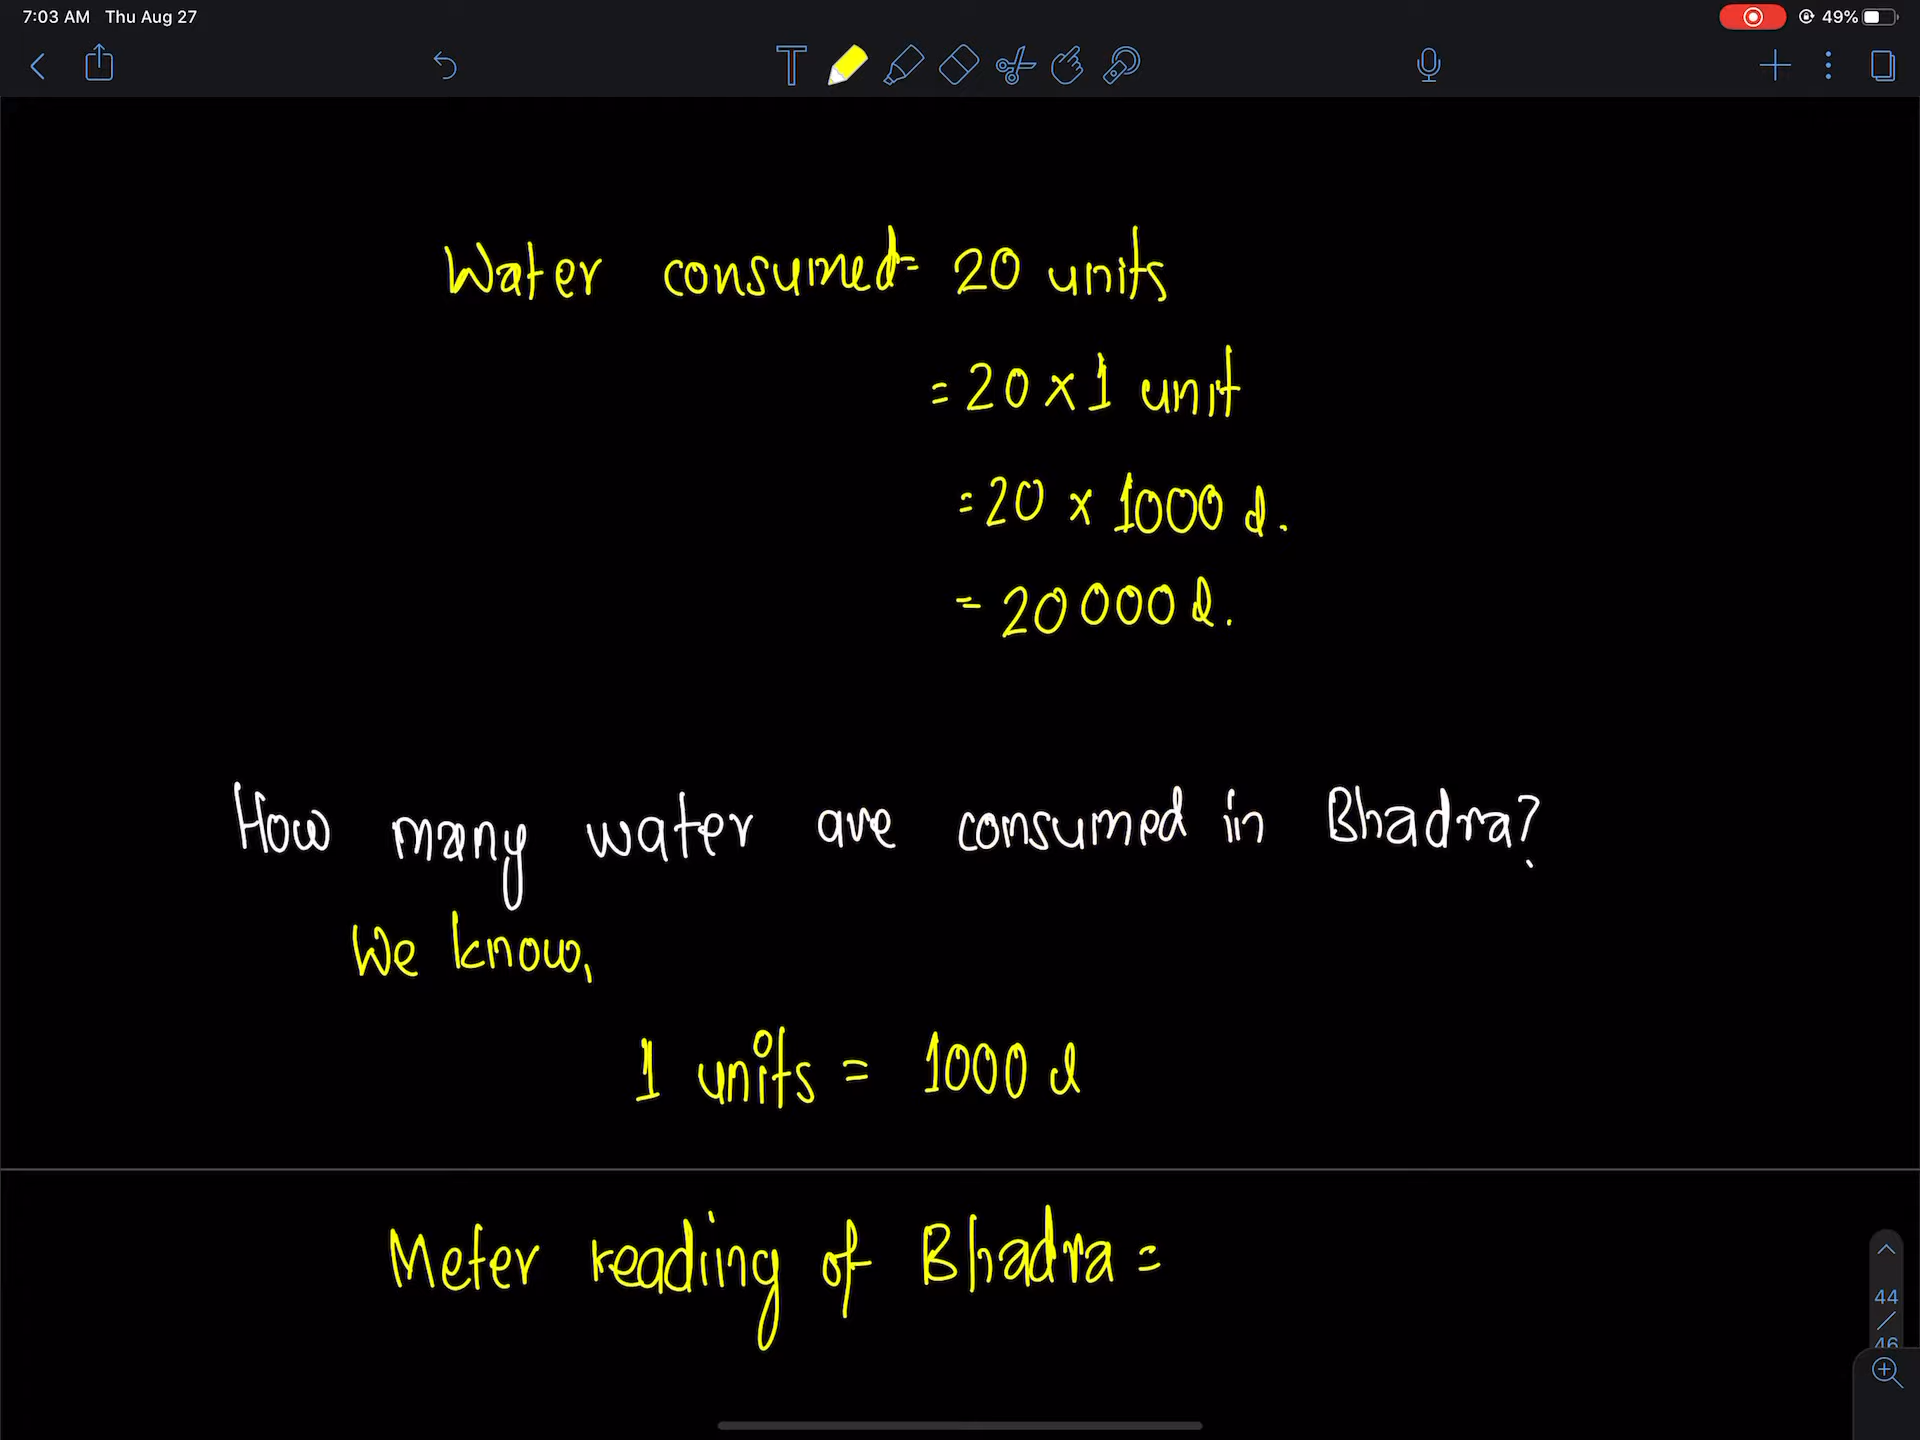 7:03 AM Thu Aug 27
49%
T
Water consumed = 20 units
= 20 x 1 unit
= 20 x 1000 l.
= 20000 l.
How many water are consumed in Bhadra?
We know,
1 units = 1000 l
Meter reading of Bhadra =
44
/
46